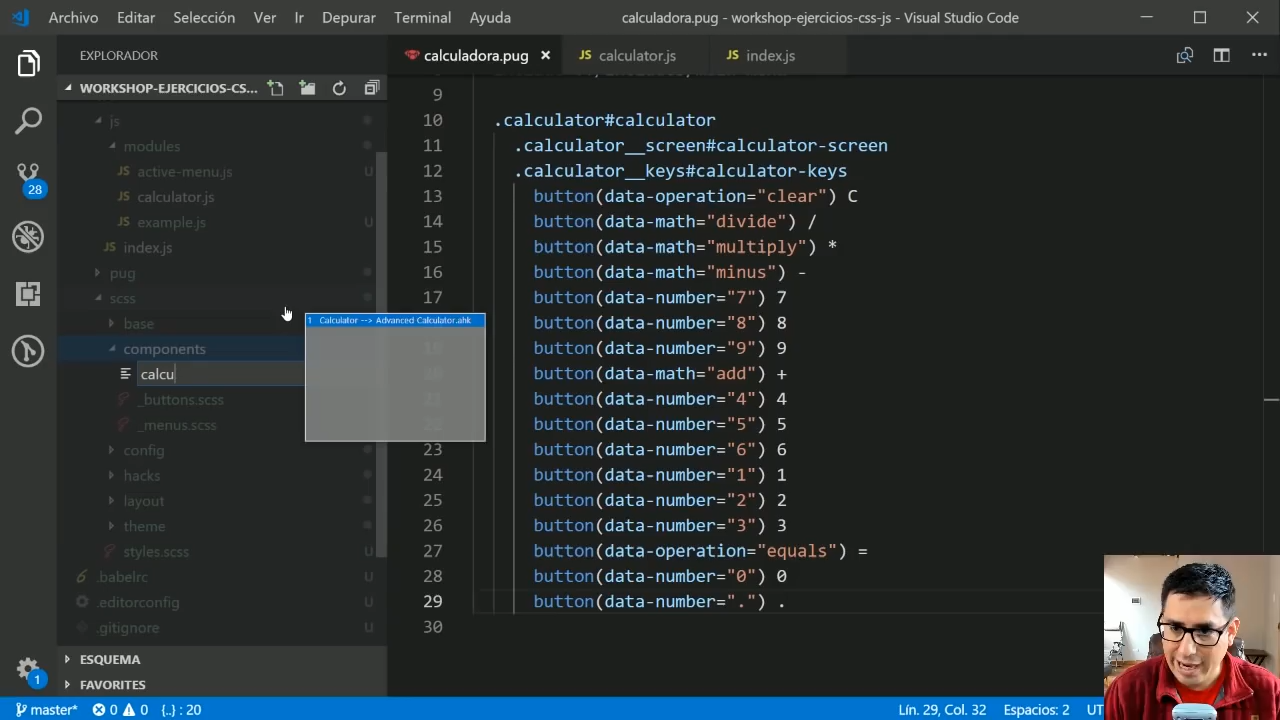 Archivo Editar Selección Ver Ir Depurar Terminal Ayuda calculadora.pug - workshop-ejercicios-css-js - Visual Studio Code
EXPLORADOR
WORKSHOP-EJERCICIOS-CS...
js
modules
JS active-menu.js U
JS calculator.js
JS example.js U
JS index.js
pug
scss
base
components
calcu
_buttons.scss
_menus.scss
config
hacks
layout
theme
styles.scss U
.babelrc U
.editorconfig U
.gitignore U
ESQUEMA
FAVORITES
28
1
1 Calculator --> Advanced Calculator.ahk
calculadora.pug × JS calculator.js JS index.js
9
10 .calculator#calculator
11 .calculator__screen#calculator-screen
12 .calculator__keys#calculator-keys
13 button(data-operation="clear") C
14 button(data-math="divide") /
15 button(data-math="multiply") *
16 button(data-math="minus") -
17 button(data-number="7") 7
button(data-number="8") 8
button(data-number="9") 9
button(data-math="add") +
button(data-number="4") 4
button(data-number="5") 5
23 button(data-number="6") 6
24 button(data-number="1") 1
25 button(data-number="2") 2
26 button(data-number="3") 3
27 button(data-operation="equals") =
28 button(data-number="0") 0
29 button(data-number=".") .
30
master* 0 0 {..} : 20 Lín. 29, Col. 32 Espacios: 2 UT